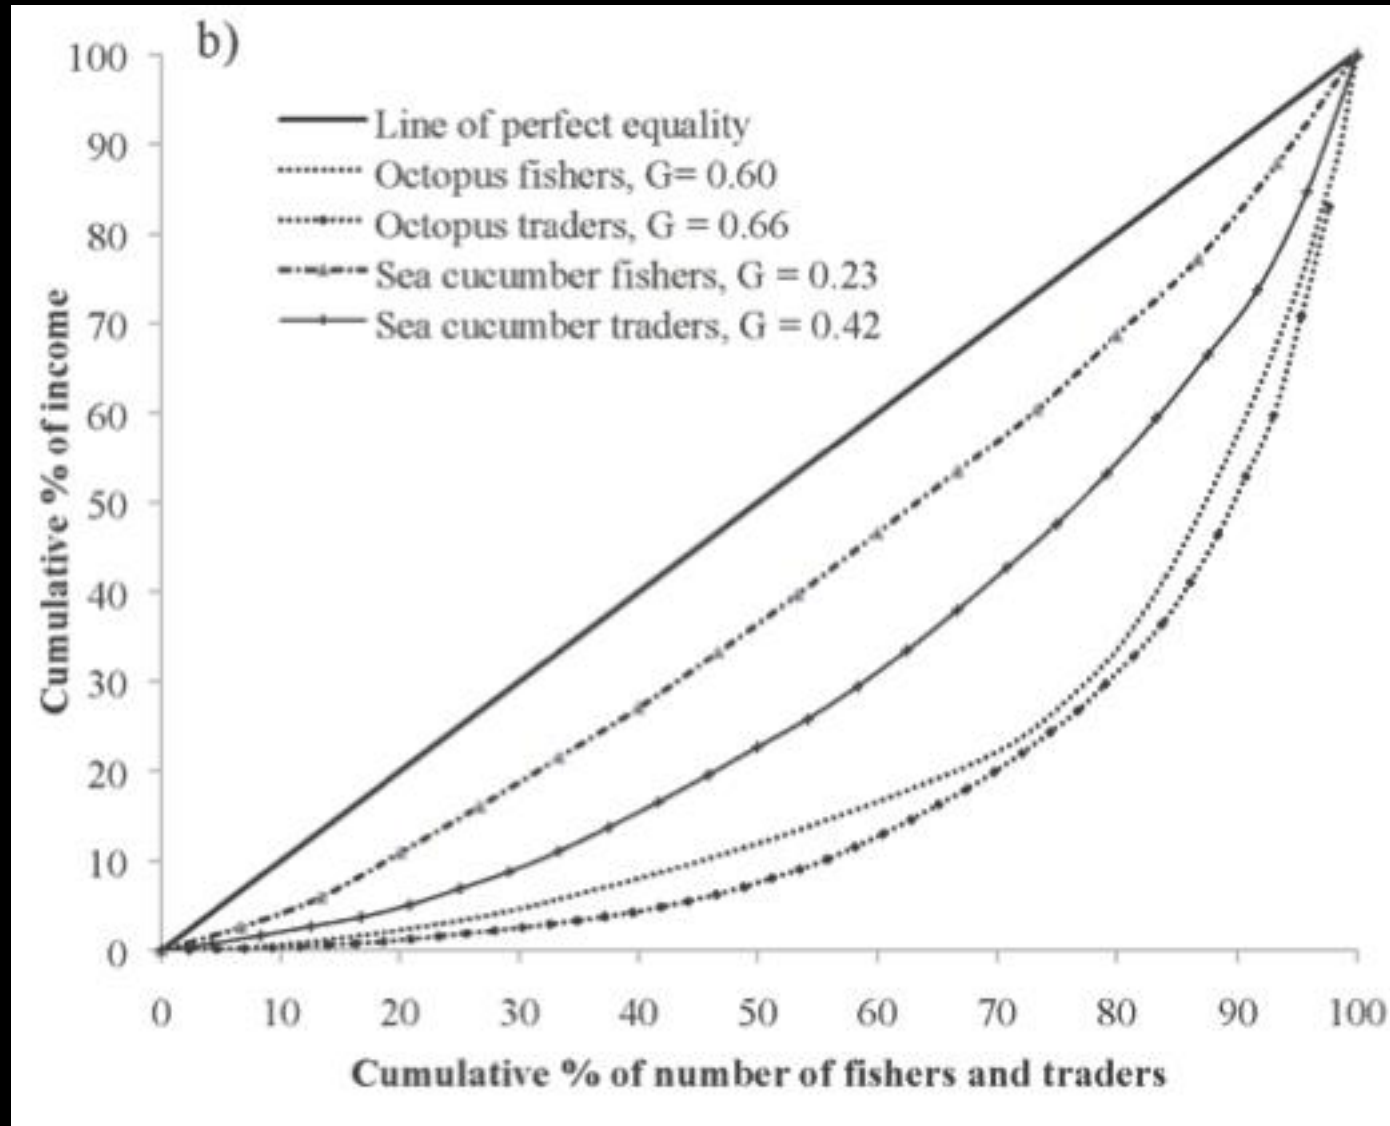 b)
100
90
80
70
60
50
40
30
20
10
0
Cumulative % of income
Line of perfect equality
Octopus fishers, G= 0.60
Octopus traders, G = 0.66
Sea cucumber fishers, G = 0.23
Sea cucumber traders, G = 0.42
0 10 20 30 40 50 60 70 80 90 100
Cumulative % of number of fishers and traders